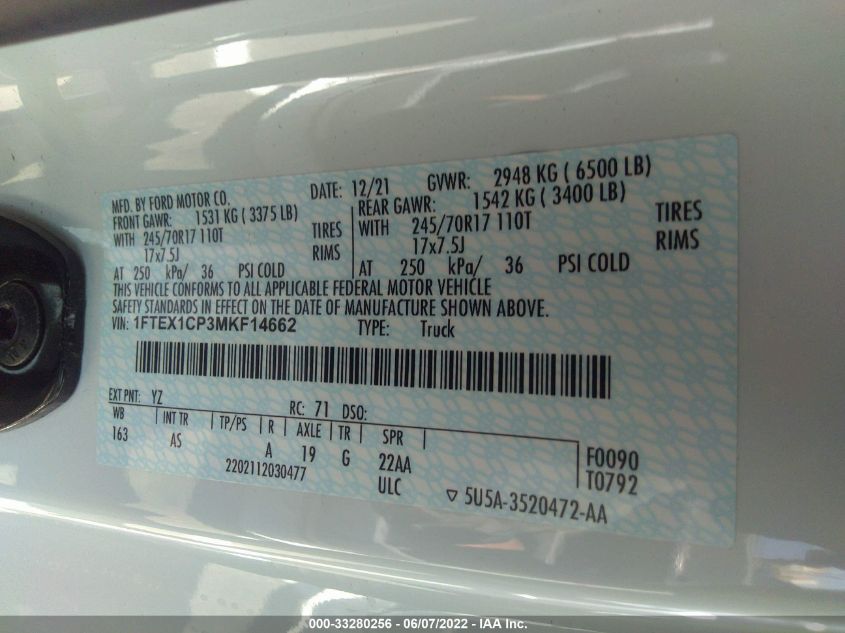 MFD. BY FORD MOTOR CO. DATE: 12/21 GVWR: 2948 KG ( 6500 LB)
FRONT GAWR: 1531 KG ( 3375 LB) REAR GAWR: 1542 KG ( 3400 LB)
WITH 245/70R17 110T TIRES WITH 245/70R17 110T TIRES
17x7.5J RIMS 17x7.5J RIMS
AT 250 kPa/ 36 PSI COLD AT 250 kPa/ 36 PSI COLD
THIS VEHICLE CONFORMS TO ALL APPLICABLE FEDERAL MOTOR VEHICLE
SAFETY STANDARDS IN EFFECT ON THE DATE OF MANUFACTURE SHOWN ABOVE.
VIN: 1FTEX1CP3MKF14662 TYPE: Truck
EXT PNT: YZ RC: 71 DSO:
WB INT TR TP/PS R AXLE TR SPR
163 AS A 19 G 22AA F0090
2202112030477 ULC T0792
5U5A-3520472-AA
000-33280256 - 06/07/2022 - IAA Inc.